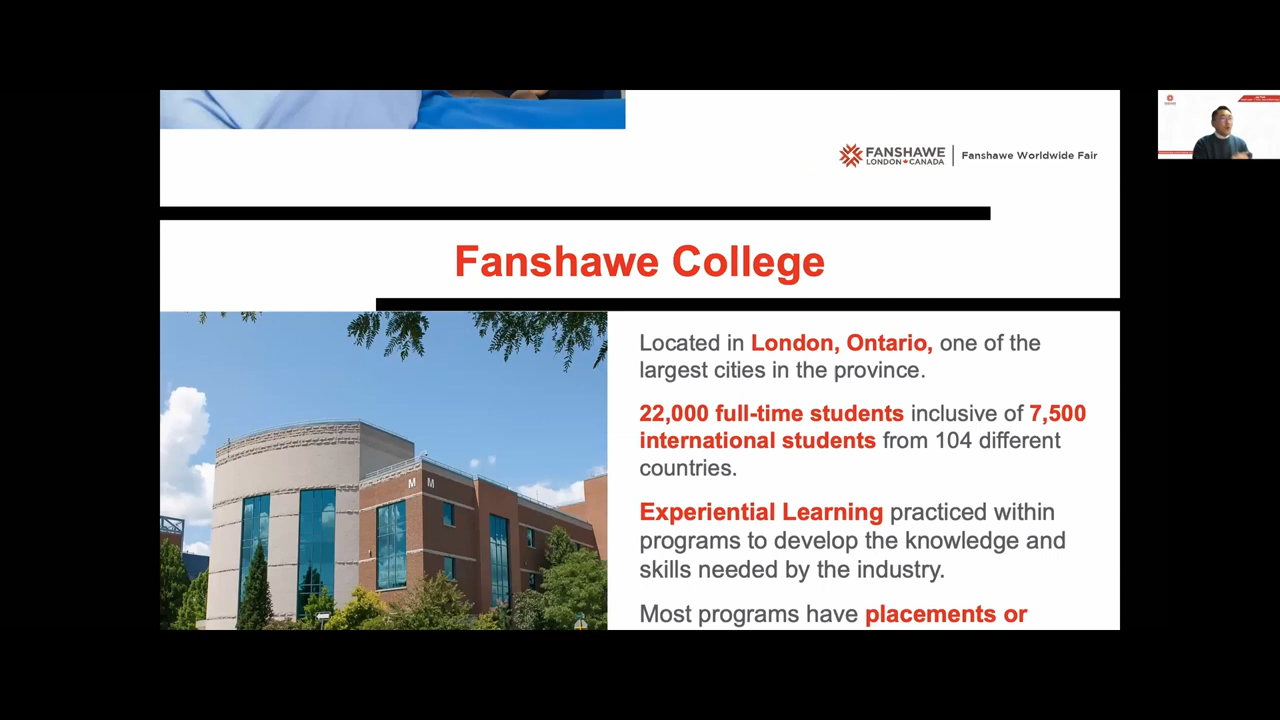 FANSHAWE
LONDON CANADA
Fanshawe Worldwide Fair
Fanshawe College
Located in London, Ontario, one of the
largest cities in the province.
22,000 full-time students inclusive of 7,500
international students from 104 different
countries.
Experiential Learning practiced within
programs to develop the knowledge and
skills needed by the industry.
Most programs have placements or
M M